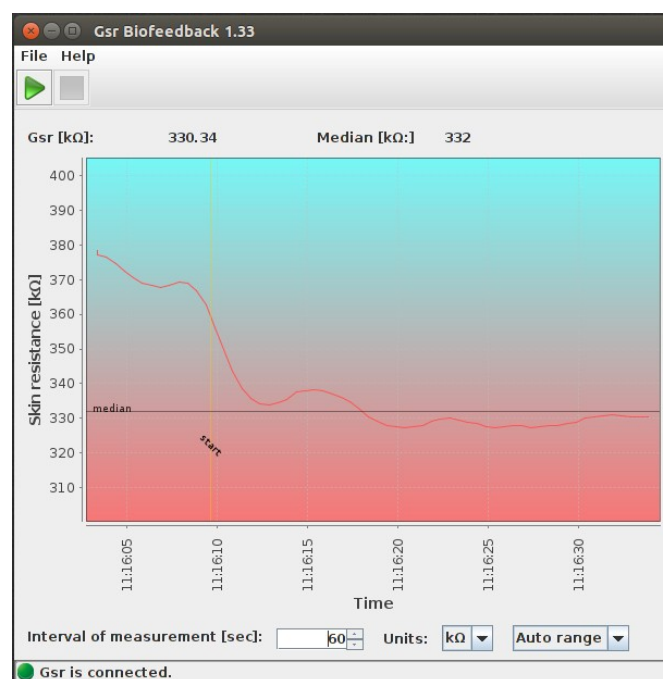 Gsr Biofeedback 1.33
File Help
Gsr [kΩ]: 330.34 Median [kΩ:] 332
400
390
380
370
360
350
340
330
320
310
Skin resistance [kΩ]
median
start
11:16:05
11:16:10
11:16:15
11:16:20
11:16:25
11:16:30
Time
Interval of measurement [sec]: 60 Units: kΩ Auto range
Gsr is connected.